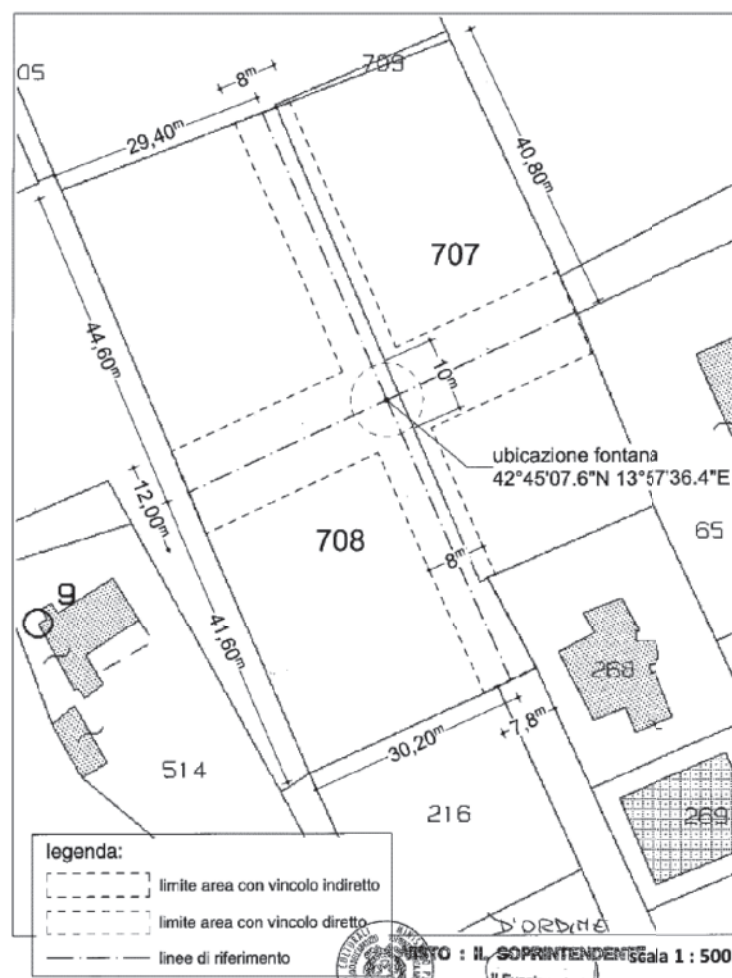 709
8m
29,40m
40,80m
707
44,60m
10m
ubicazione fontana
42°45'07.6"N 13°57'36.4"E
12,00m
708
65
8m
9
41,60m
268
7,8m
30,20m
514
216
269
legenda:
limite area con vincolo indiretto
limite area con vincolo diretto
linee di riferimento
D'ORDINE
VISTO : IL SOPRINTENDENTE
scala 1 : 500